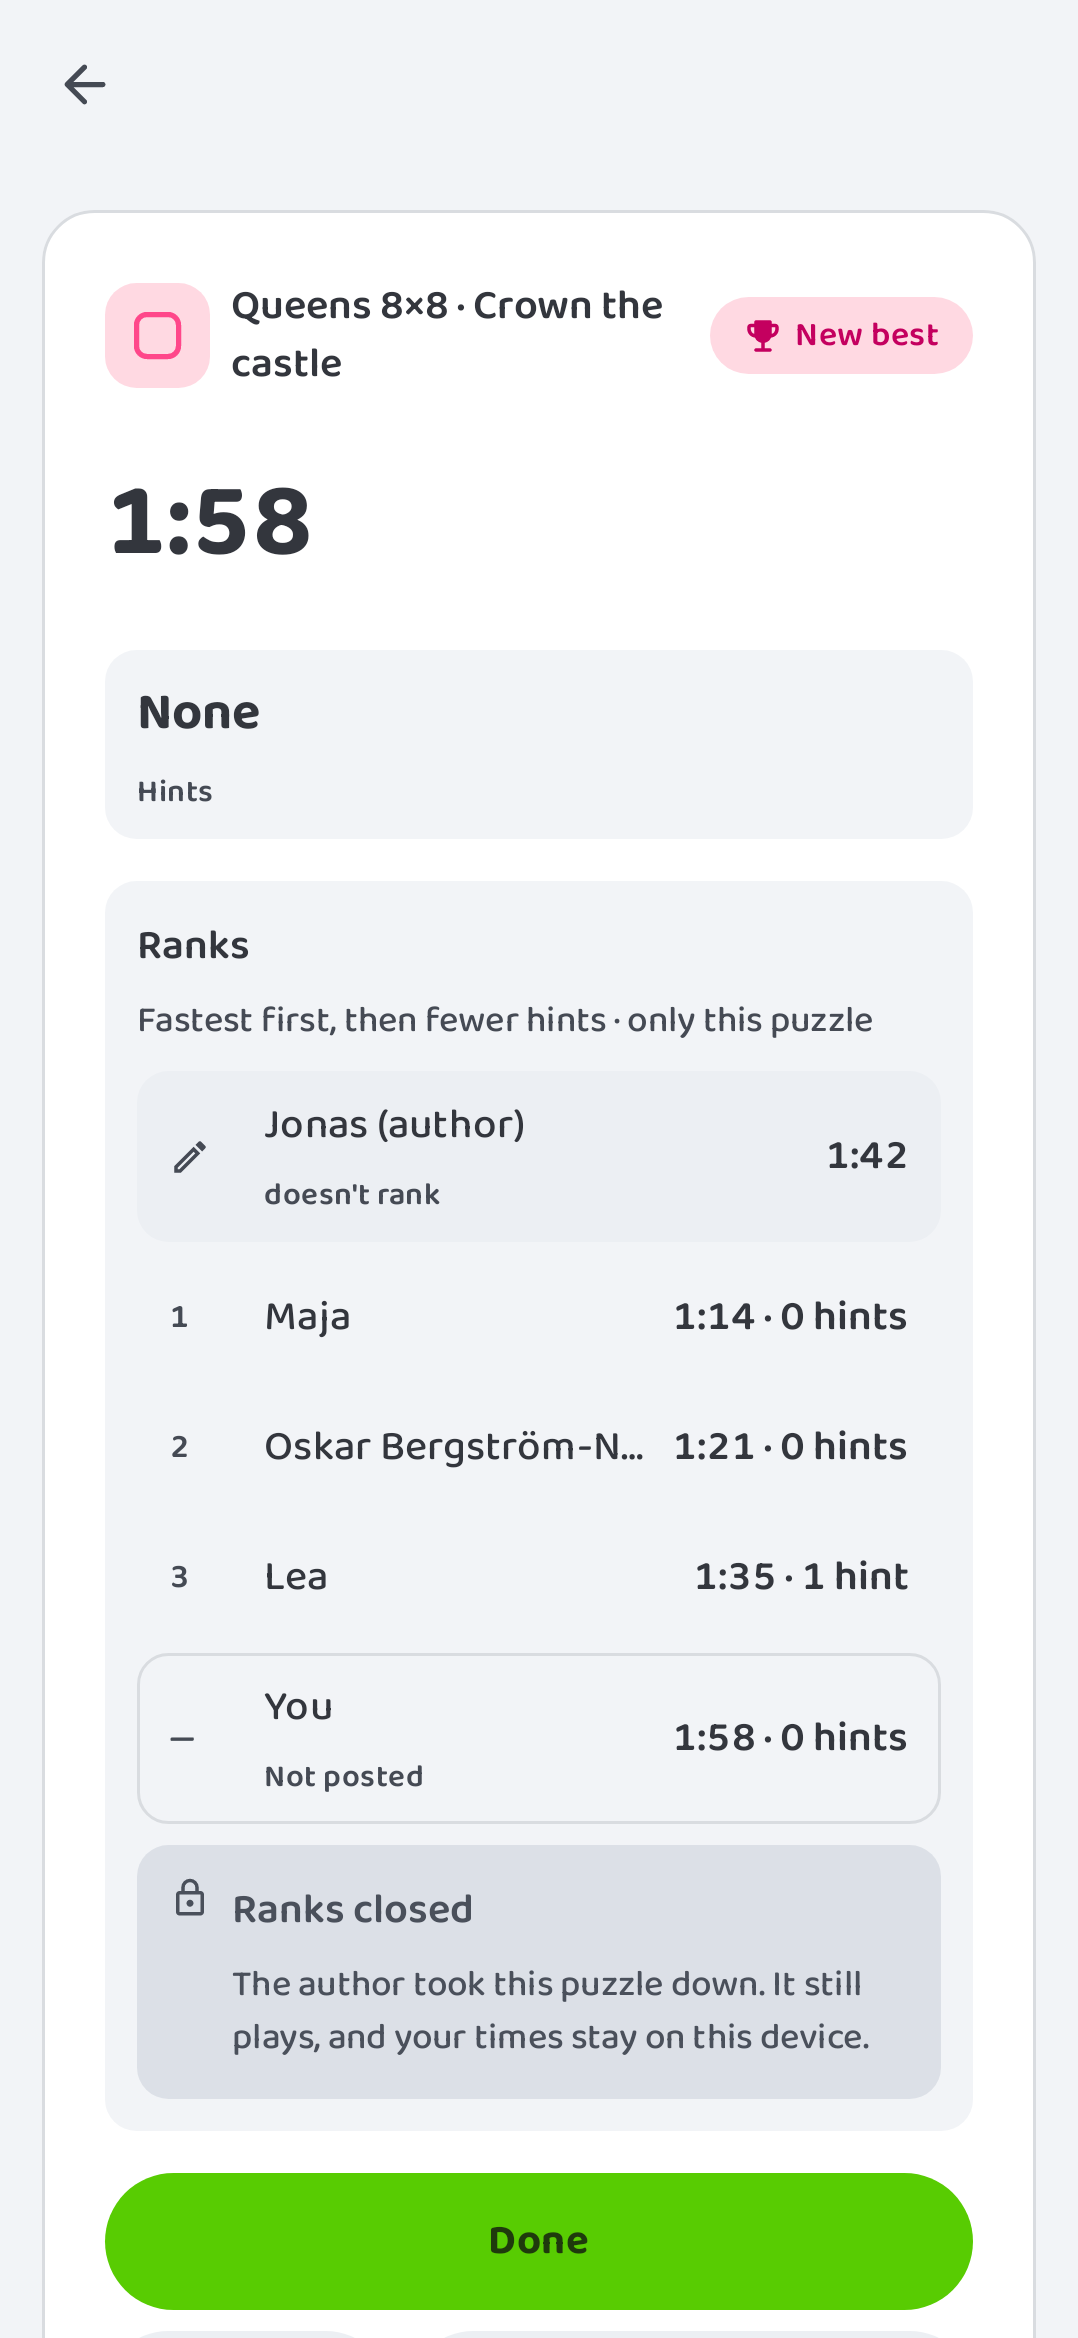 Queens 8×8 · Crown the
castle
New best
1:58
None
Hints
Ranks
Fastest first, then fewer hints · only this puzzle
Jonas (author)
doesn't rank
1:42
1 Maja 1:14 · 0 hints
2 Oskar Bergström-N... 1:21 · 0 hints
3 Lea 1:35 · 1 hint
– You
Not posted
1:58 · 0 hints
Ranks closed
The author took this puzzle down. It still
plays, and your times stay on this device.
Done